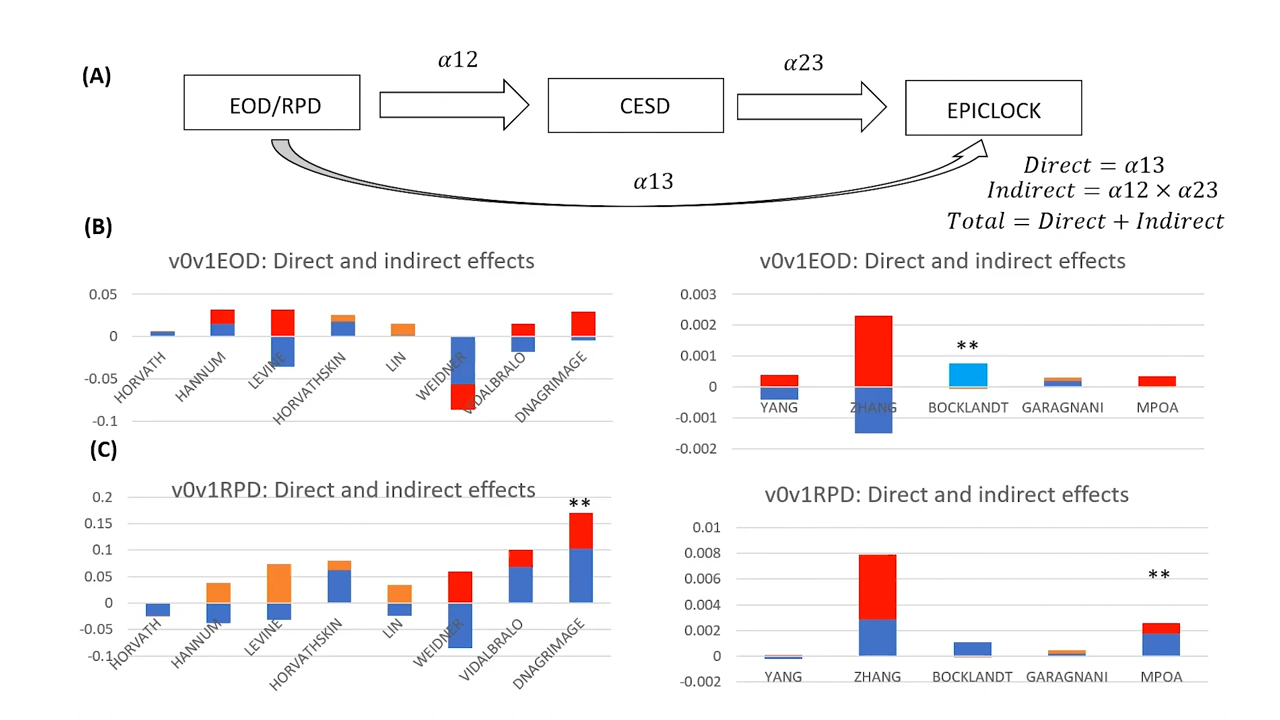 (A)
α12
α23
EOD/RPD
CESD
EPICLOCK
α13
Direct = α13
Indirect = α12 × α23
Total = Direct + Indirect
(B)
v0v1EOD: Direct and indirect effects
0.05
0
-0.05
-0.1
HORVATH
HANNUM
LEVINE
HORVATHSKIN
LIN
WEIDNER
VIDALBRALO
DNAGRIMAGE
v0v1EOD: Direct and indirect effects
0.003
0.002
0.001
0
-0.001
-0.002
**
YANG
ZHANG
BOCKLANDT
GARAGNANI
MPOA
(C)
v0v1RPD: Direct and indirect effects
0.2
0.15
0.1
0.05
0
-0.05
-0.1
**
HORVATH
HANNUM
LEVINE
HORVATHSKIN
LIN
WEIDNER
VIDALBRALO
DNAGRIMAGE
v0v1RPD: Direct and indirect effects
0.01
0.008
0.006
0.004
0.002
0
-0.002
**
YANG
ZHANG
BOCKLANDT
GARAGNANI
MPOA